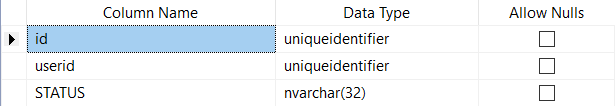 Column Name Data Type Allow Nulls
id uniqueidentifier
userid uniqueidentifier
STATUS nvarchar(32)